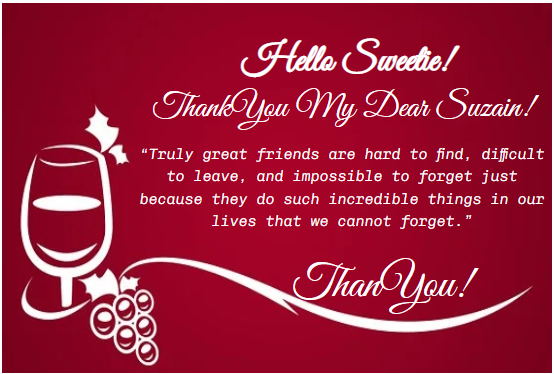 Hello Sweetie!
ThankYou My Dear Suzain!
“Truly great friends are hard to find, difficult
to leave, and impossible to forget just
because they do such incredible things in our
lives that we cannot forget.”
ThanYou!